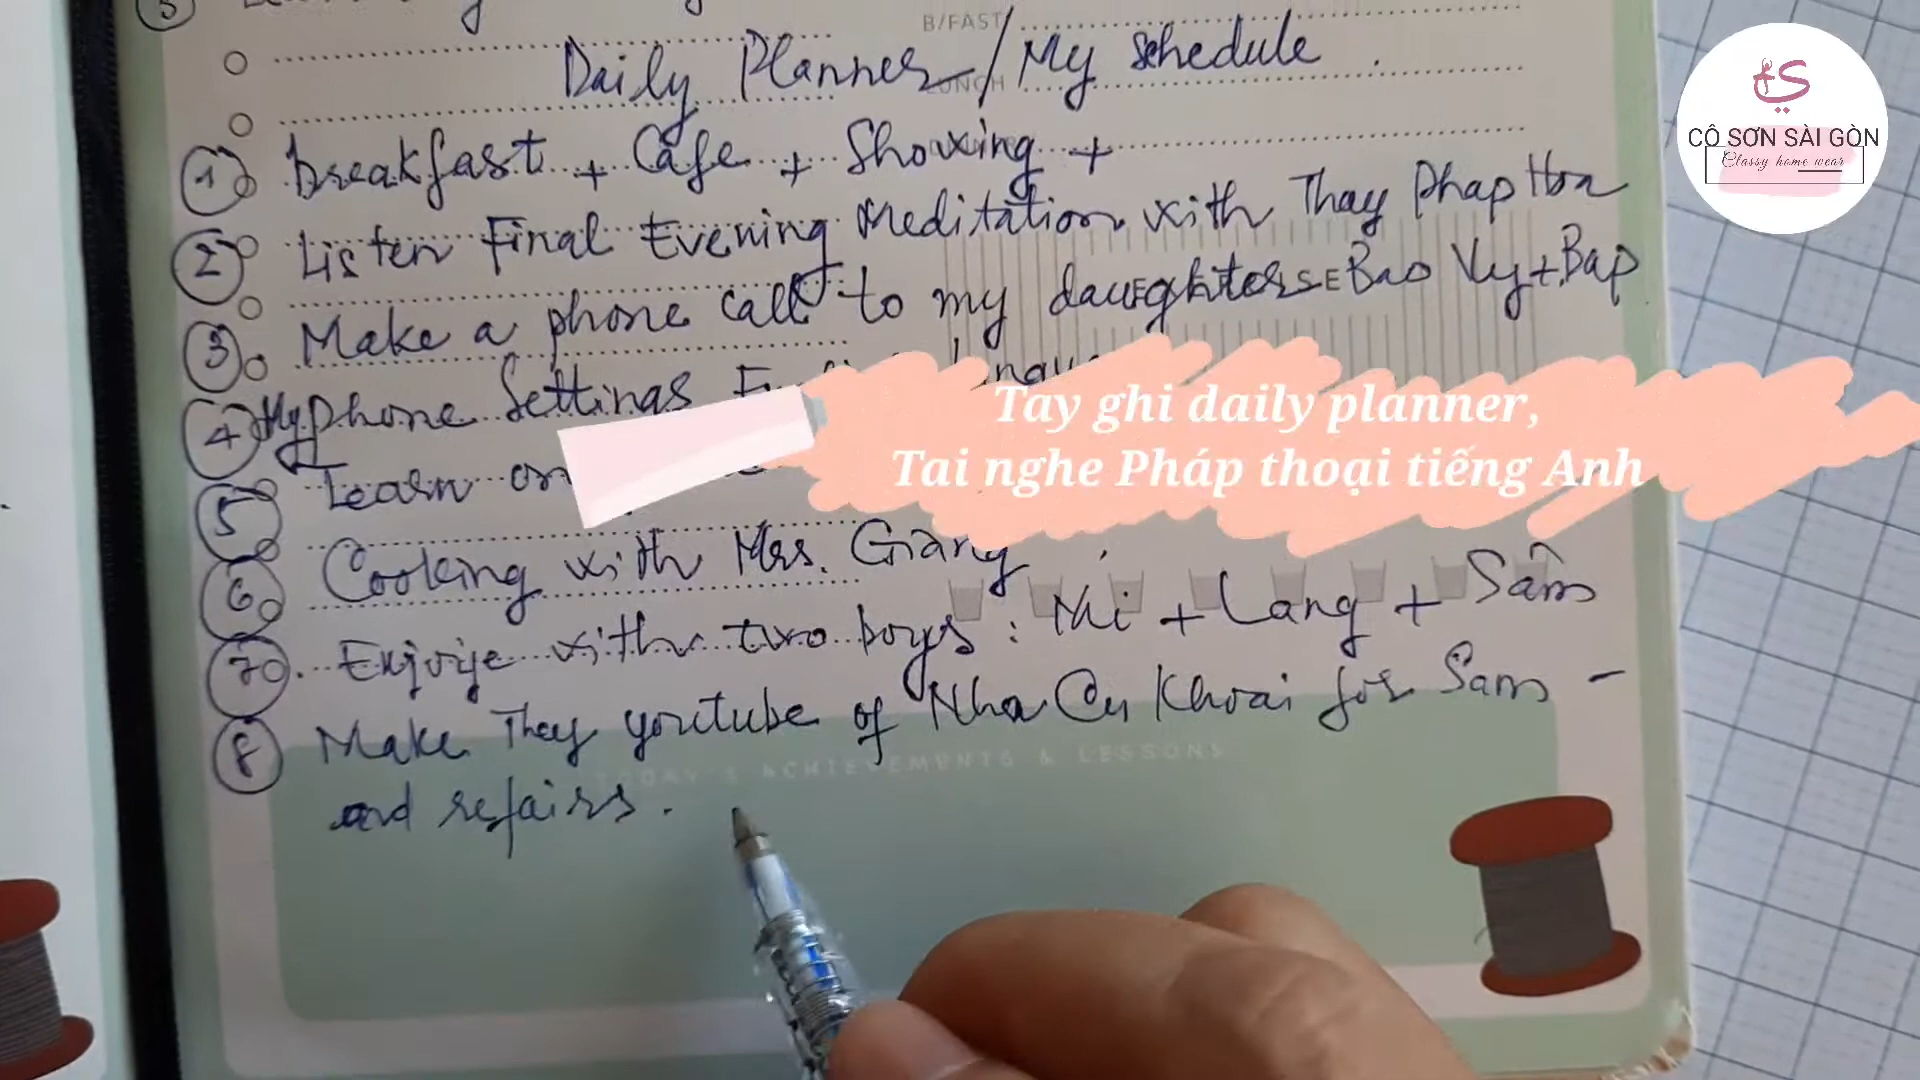 B/FAST
Daily Planner / My schedule.
LUNCH
CÔ SƠN SÀI GÒN
Classy home wear
1 Breakfast + Cafe + Showing +
2 Listen Final Evening Meditation with Thay Phap Hoa
3 Make a phone call to my daughters Bao Vy + Bap
4 My phone Settings
Tay ghi daily planner,
Tai nghe Pháp thoại tiếng Anh
5 Learn
6 Cooking with Mrs. Giang
7 Enjoye with two boys: Mi + Lang + Sâm
8 Make They youtube of Nha Cu Khoai for Sam -
TODAY'S ACHIEVEMENTS & LESSONS
and refairs.